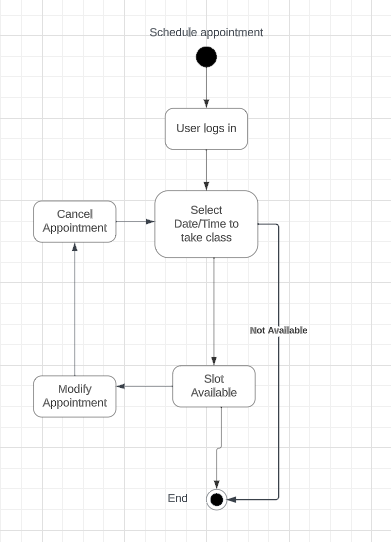 Schedule appointment
User logs in
Select
Date/Time to
take class
Cancel
Appointment
Not Available
Slot
Available
Modify
Appointment
End